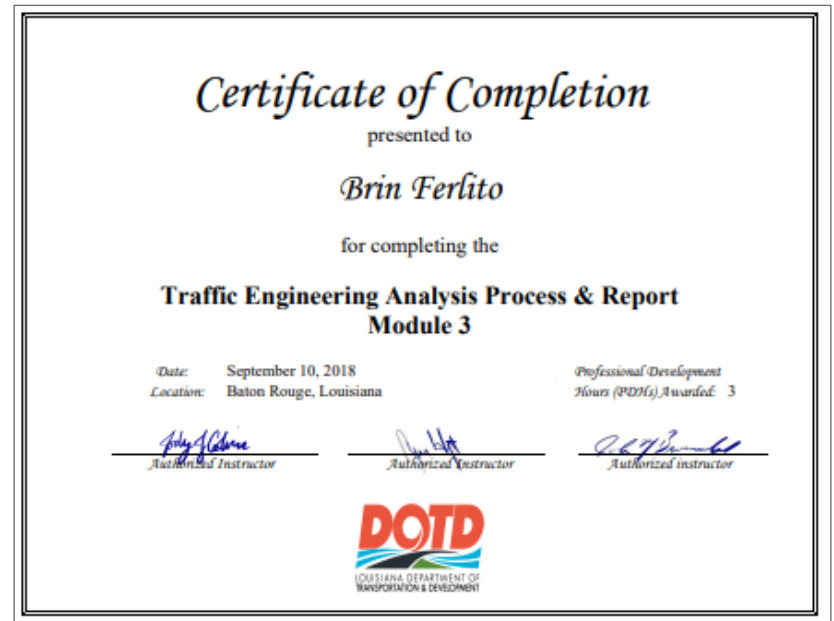 Certificate of Completion
presented to
Brin Ferlito
for completing the
Traffic Engineering Analysis Process & Report
Module 3
Date: September 10, 2018
Location: Baton Rouge, Louisiana
Professional Development
Hours (PDHs) Awarded: 3
Authorized Instructor
Authorized Instructor
Authorized instructor
DOTD
LOUISIANA DEPARTMENT OF
TRANSPORTATION & DEVELOPMENT